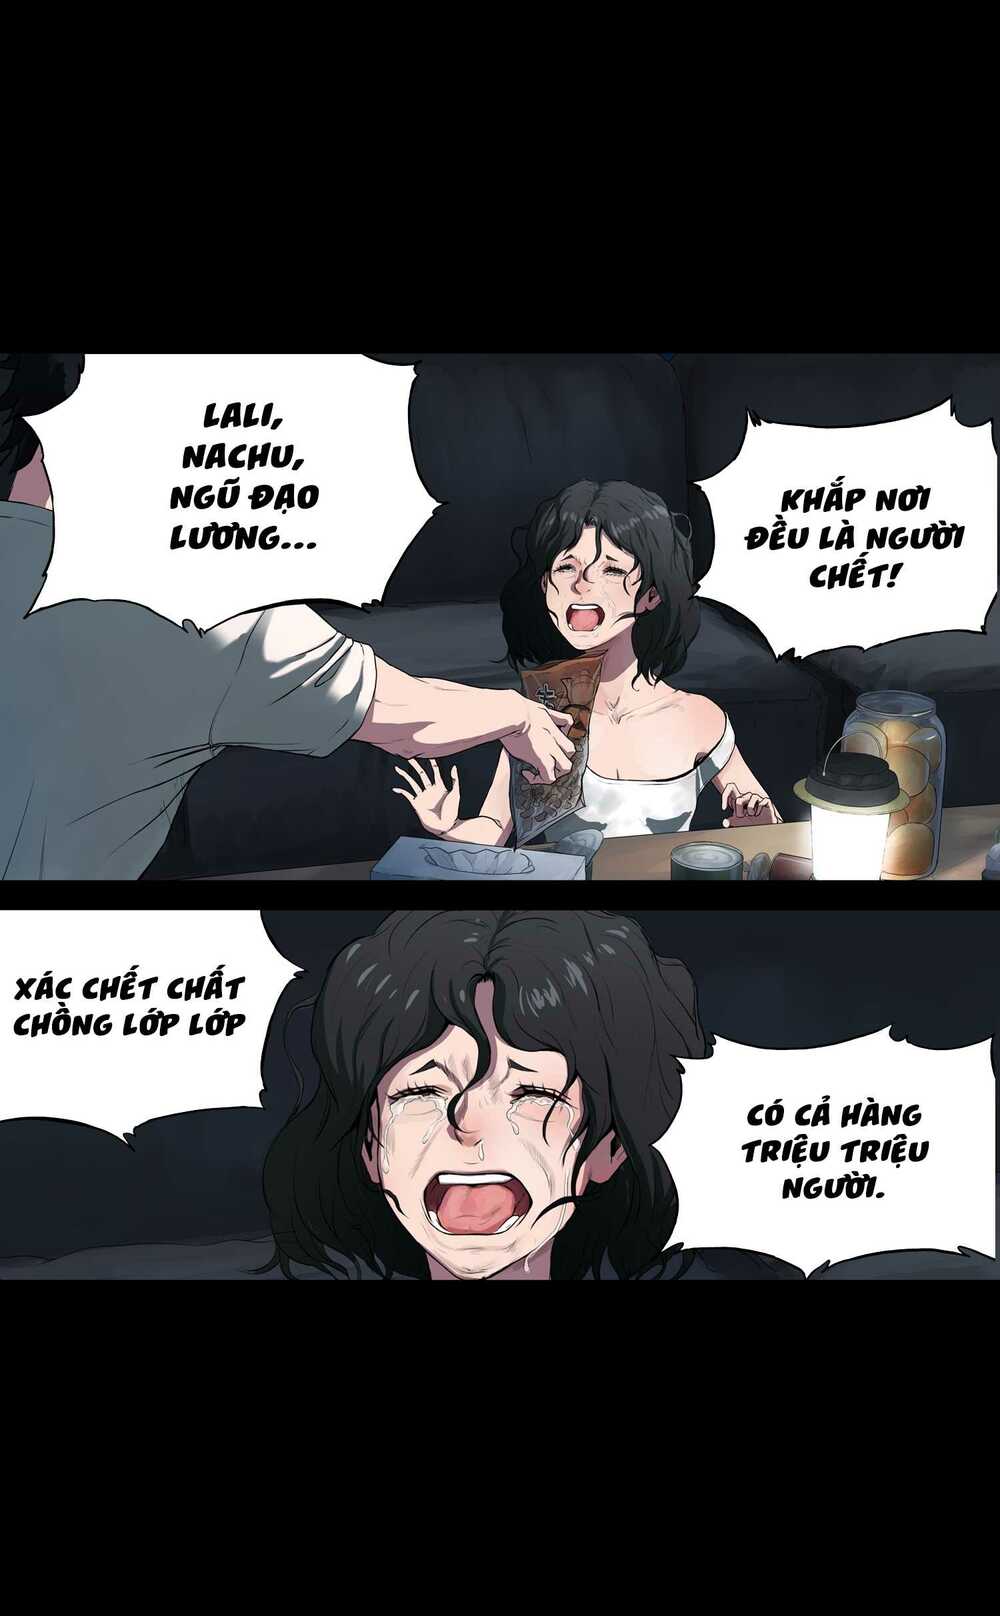 LALI,
NACHU,
NGŨ ĐẠO
LƯƠNG...
KHẮP NƠI
ĐỀU LÀ NGƯỜI
CHẾT!
XÁC CHẾT CHẤT
CHỒNG LỚP LỚP
CÓ CẢ HÀNG
TRIỆU TRIỆU
NGƯỜI.